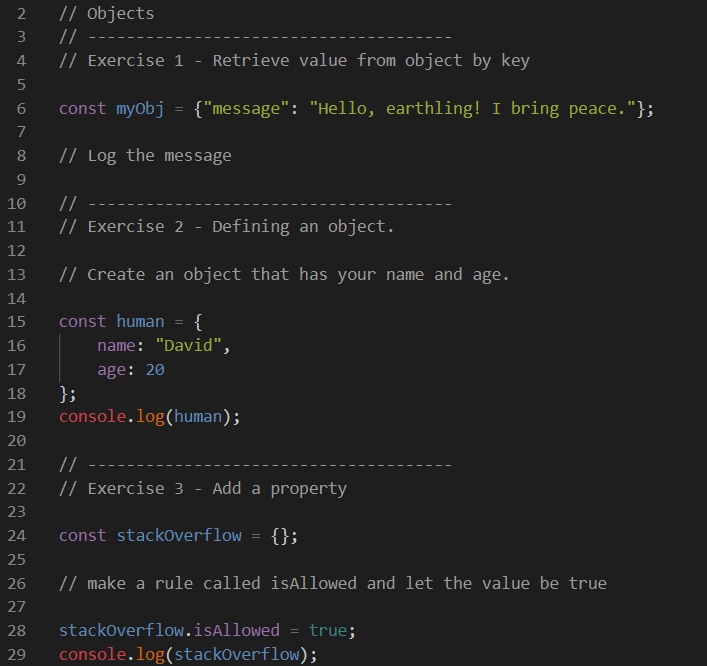 2 // Objects
3 // --------------------------------------
4 // Exercise 1 - Retrieve value from object by key
5
6 const myObj = {"message": "Hello, earthling! I bring peace."};
7
8 // Log the message
9
10 // --------------------------------------
11 // Exercise 2 - Defining an object.
12
13 // Create an object that has your name and age.
14
15 const human = {
16     name: "David",
17     age: 20
18 };
19 console.log(human);
20
21 // --------------------------------------
22 // Exercise 3 - Add a property
23
24 const stackOverflow = {};
25
26 // make a rule called isAllowed and let the value be true
27
28 stackOverflow.isAllowed = true;
29 console.log(stackOverflow);